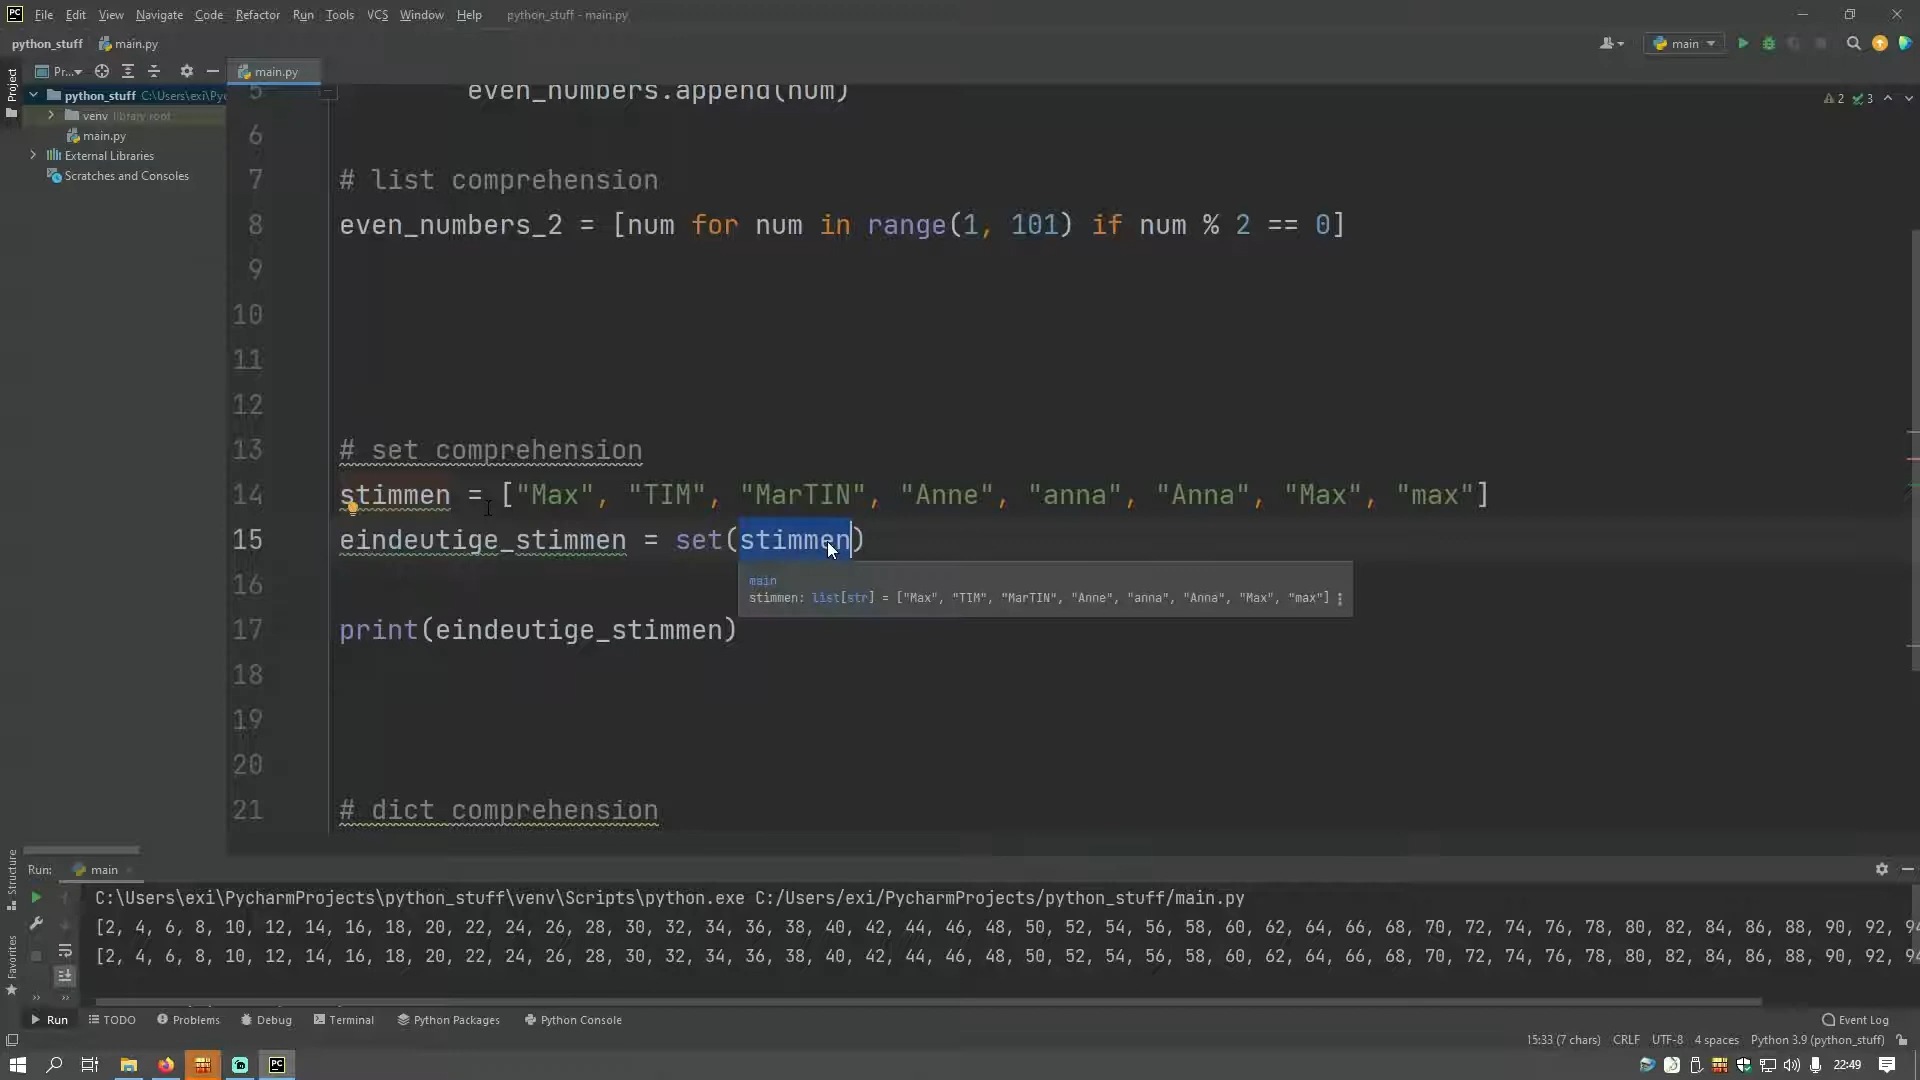 File Edit View Navigate Code Refactor Run Tools VCS Window Help python_stuff - main.py
python_stuff main.py main
Project Pr... main.py
python_stuff C:\Users\exi\Pyc
venv library root
main.py
External Libraries
Scratches and Consoles
2 3
5 even_numbers.append(num)
6
7 # list comprehension
8 even_numbers_2 = [num for num in range(1, 101) if num % 2 == 0]
9
10
11
12
13 # set comprehension
14 stimmen = ["Max", "TIM", "MarTIN", "Anne", "anna", "Anna", "Max", "max"]
15 eindeutige_stimmen = set(stimmen)
16
main
stimmen: list[str] = ["Max", "TIM", "MarTIN", "Anne", "anna", "Anna", "Max", "max"]
17 print(eindeutige_stimmen)
18
19
20
21 # dict comprehension
Structure
Favorites
Run: main
C:\Users\exi\PycharmProjects\python_stuff\venv\Scripts\python.exe C:/Users/exi/PycharmProjects/python_stuff/main.py
[2, 4, 6, 8, 10, 12, 14, 16, 18, 20, 22, 24, 26, 28, 30, 32, 34, 36, 38, 40, 42, 44, 46, 48, 50, 52, 54, 56, 58, 60, 62, 64, 66, 68, 70, 72, 74, 76, 78, 80, 82, 84, 86, 88, 90, 92, 94
[2, 4, 6, 8, 10, 12, 14, 16, 18, 20, 22, 24, 26, 28, 30, 32, 34, 36, 38, 40, 42, 44, 46, 48, 50, 52, 54, 56, 58, 60, 62, 64, 66, 68, 70, 72, 74, 76, 78, 80, 82, 84, 86, 88, 90, 92, 94
Run TODO Problems Debug Terminal Python Packages Python Console Event Log
15:33 (7 chars) CRLF UTF-8 4 spaces Python 3.9 (python_stuff)
22:49